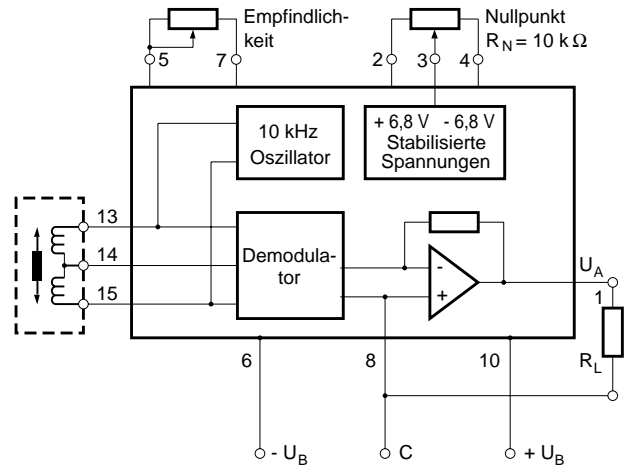 Empfindlich-
keit
5
7
Nullpunkt
R_N = 10 k Ω
2
3
4
10 kHz
Oszillator
+ 6,8 V - 6,8 V
Stabilisierte
Spannungen
13
14
15
Demodula-
tor
-
+
U_A
1
R_L
6
8
10
- U_B
C
+ U_B